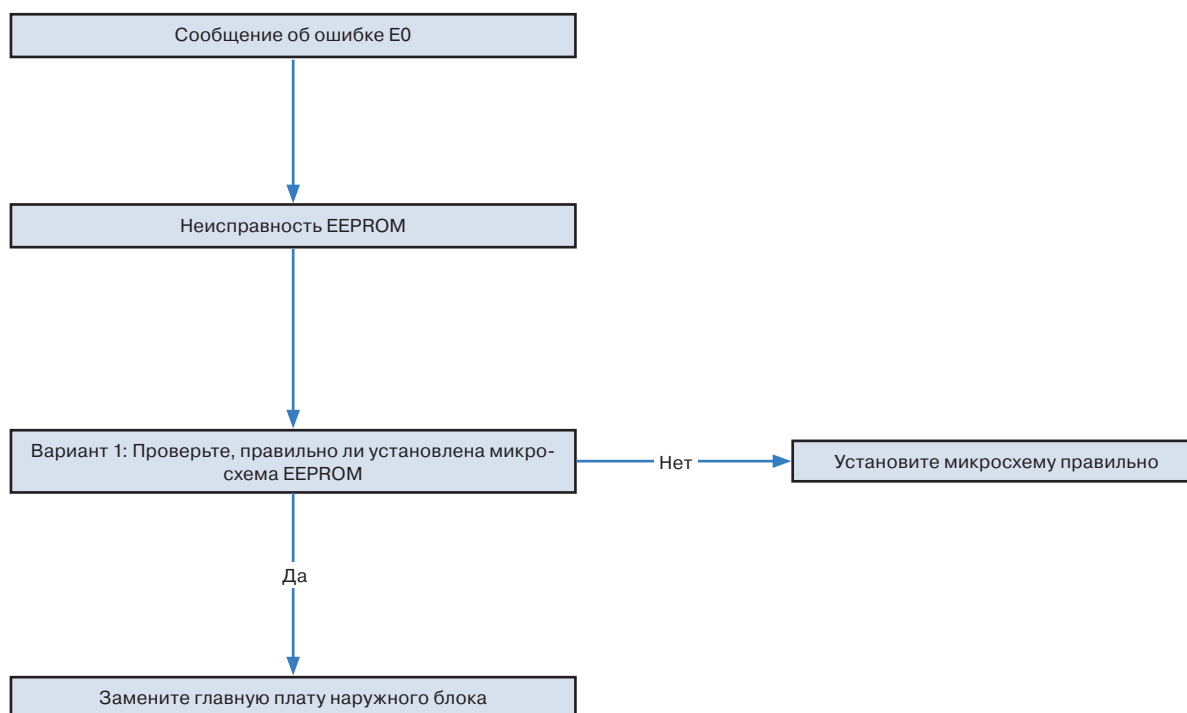 Сообщение об ошибке E0
Неисправность EEPROM
Вариант 1: Проверьте, правильно ли установлена микро-
схема EEPROM
Нет
Установите микросхему правильно
Да
Замените главную плату наружного блока